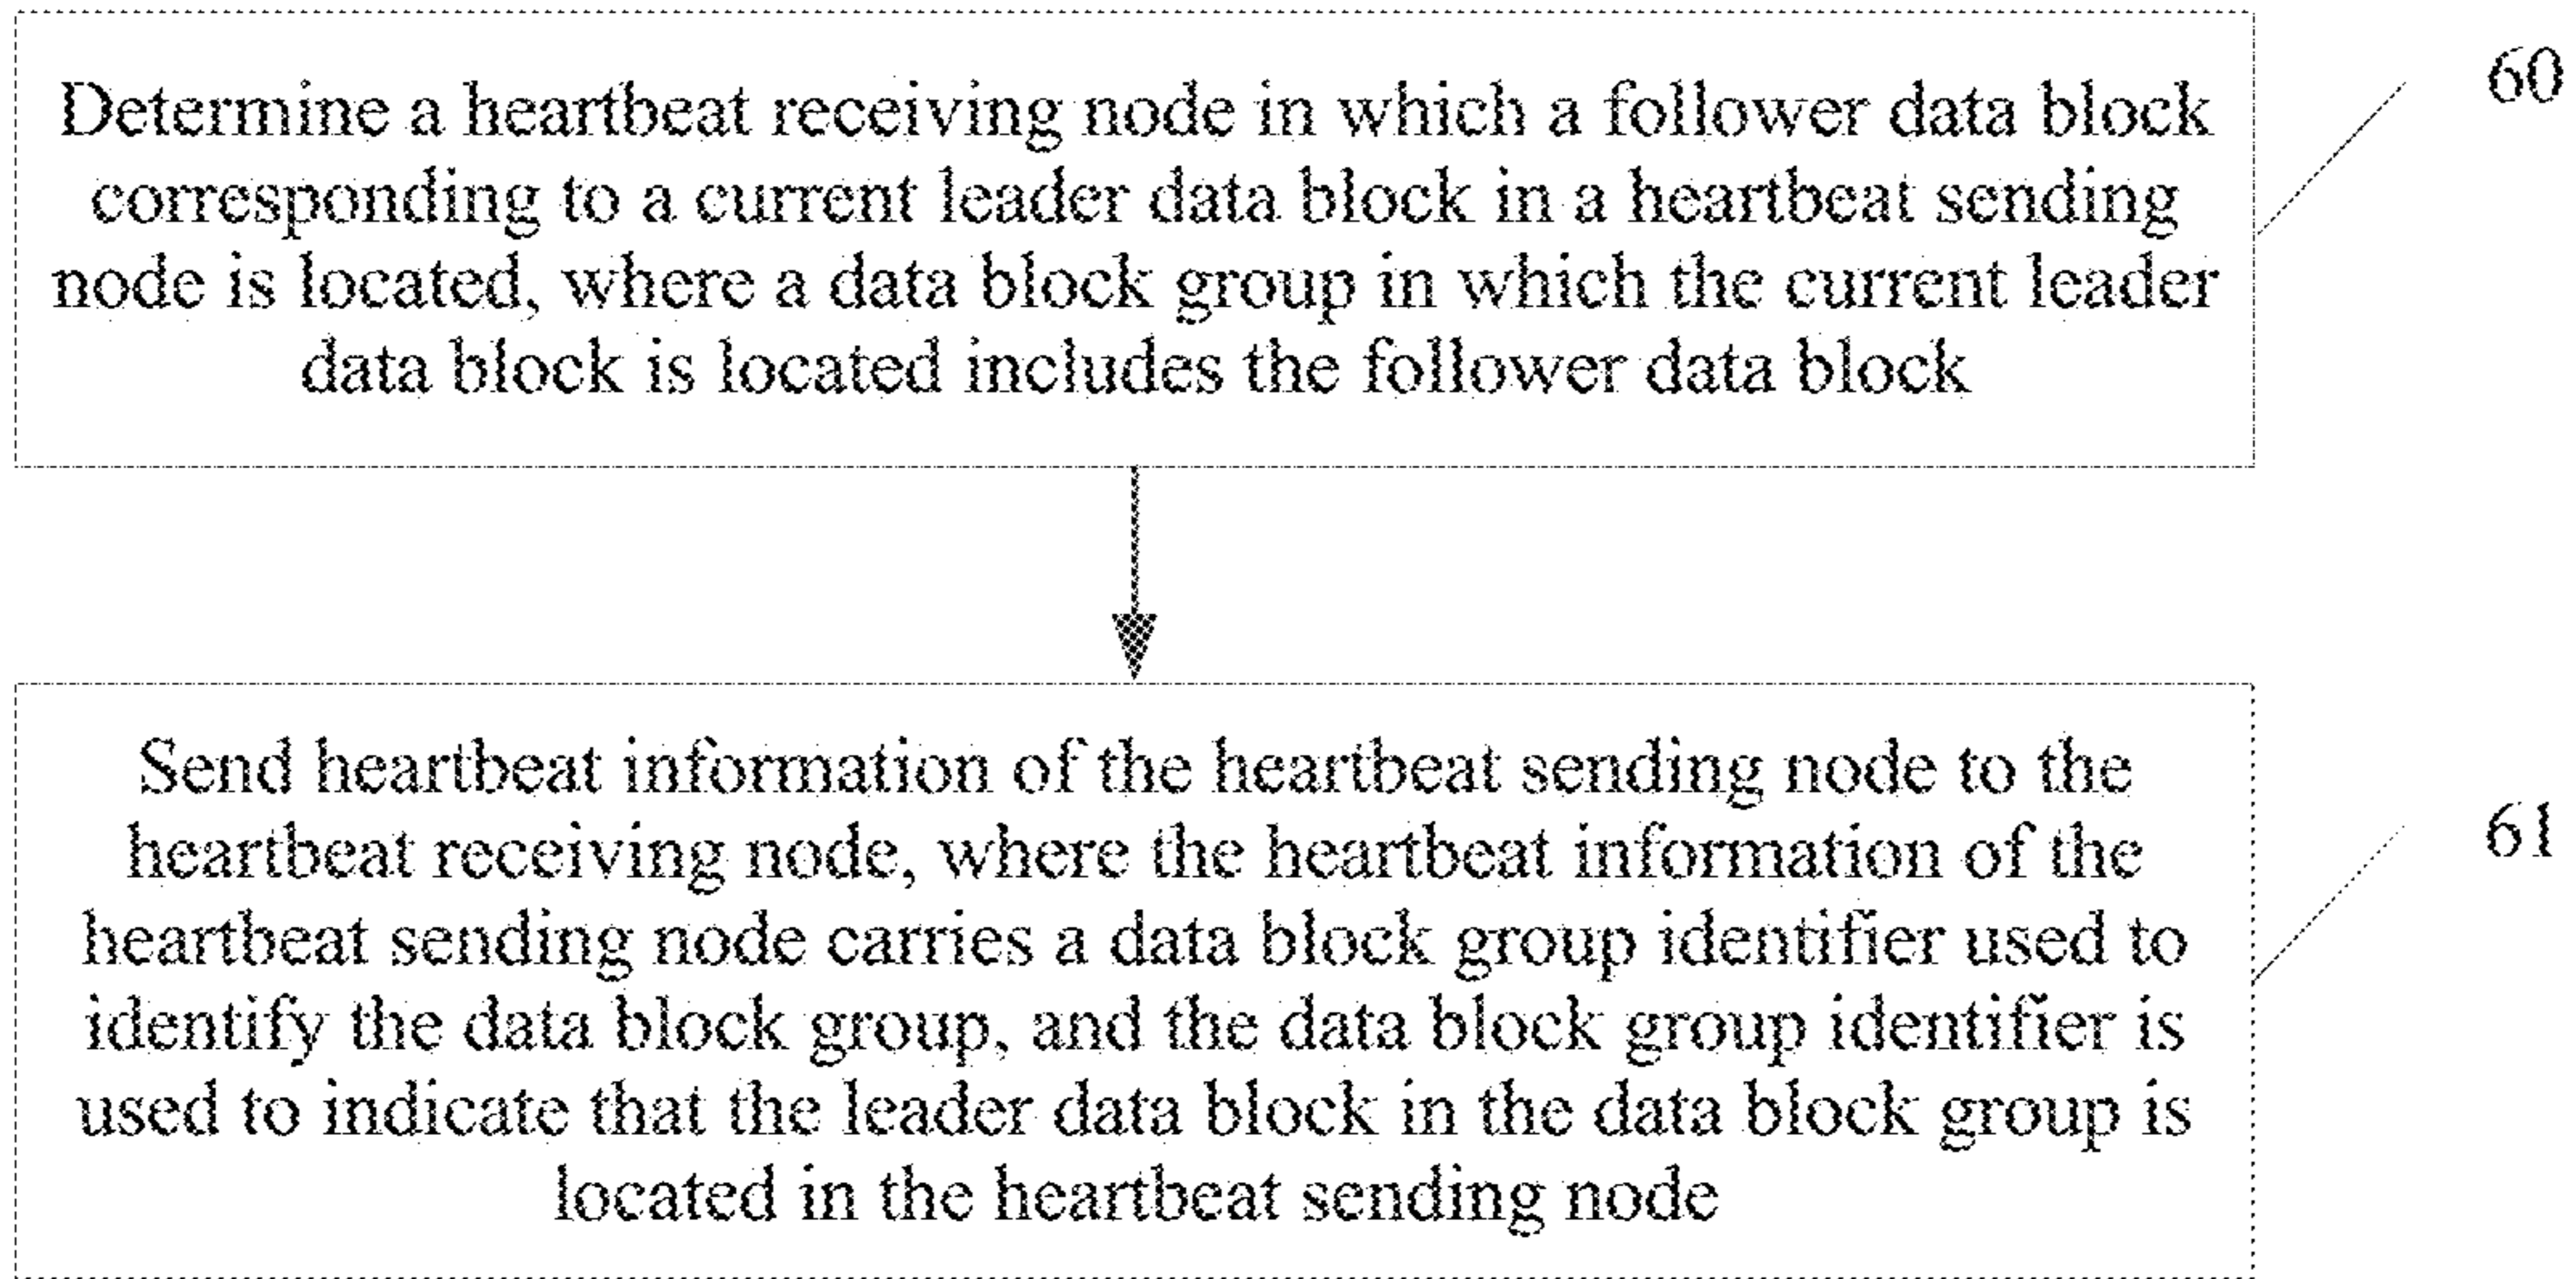 Determine a heartbeat receiving node in which a follower data block
corresponding to a current leader data block in a heartbeat sending
node is located, where a data block group in which the current leader
data block is located includes the follower data block
60
Send heartbeat information of the heartbeat sending node to the
heartbeat receiving node, where the heartbeat information of the
heartbeat sending node carries a data block group identifier used to
identify the data block group, and the data block group identifier is
used to indicate that the leader data block in the data block group is
located in the heartbeat sending node
61